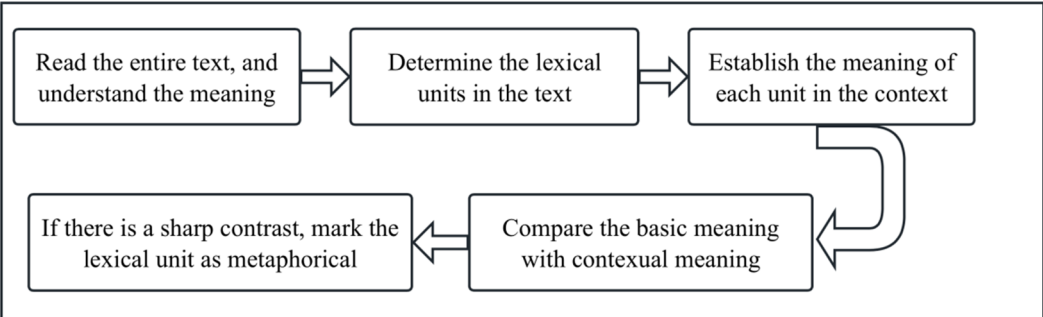 Read the entire text, and
understand the meaning
Determine the lexical
units in the text
Establish the meaning of
each unit in the context
Compare the basic meaning
with contexual meaning
If there is a sharp contrast, mark the
lexical unit as metaphorical